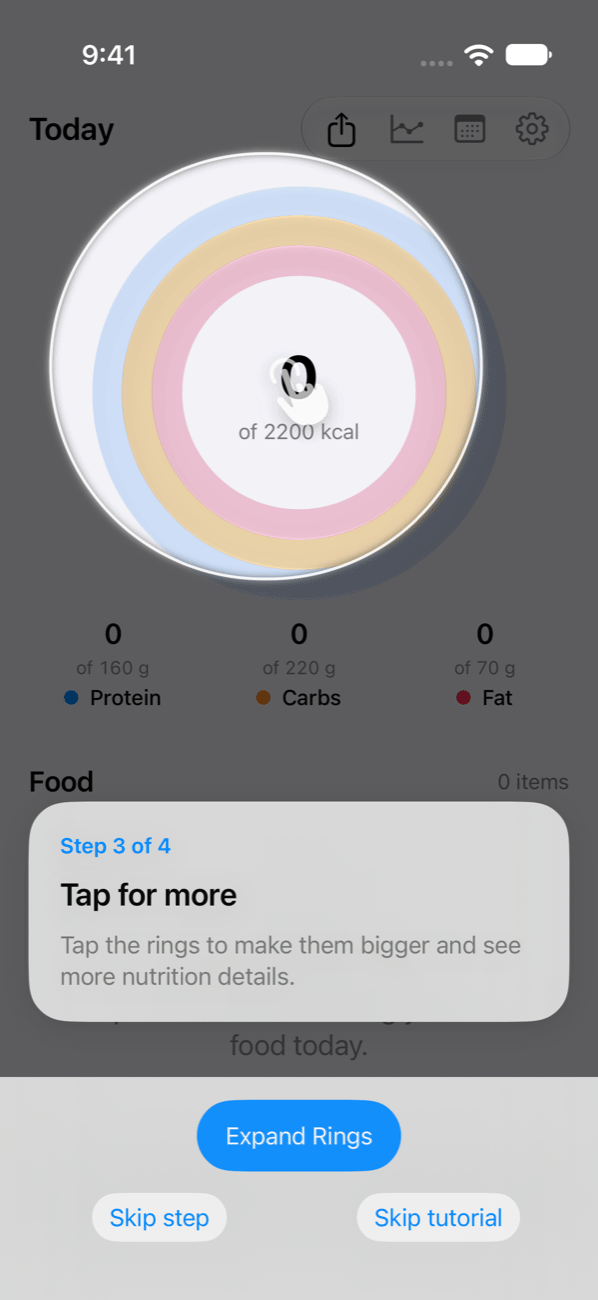 9:41
Today
0
of 2200 kcal
0
0
0
of 160 g
of 220 g
of 70 g
Protein
Carbs
Fat
Food
0 items
Step 3 of 4
Tap for more
Tap the rings to make them bigger and see
more nutrition details.
food today.
Expand Rings
Skip step
Skip tutorial